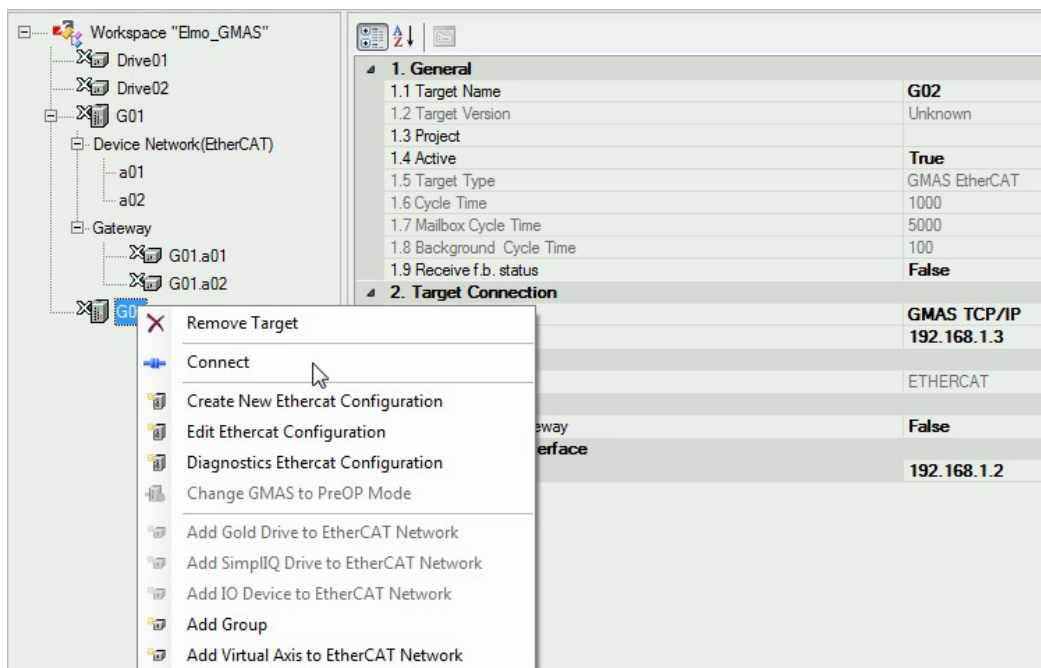 Workspace "Elmo_GMAS"
Drive01
Drive02
G01
Device Network(EtherCAT)
a01
a02
Gateway
G01.a01
G01.a02
G0
1. General
1.1 Target Name G02
1.2 Target Version Unknown
1.3 Project
1.4 Active True
1.5 Target Type GMAS EtherCAT
1.6 Cycle Time 1000
1.7 Mailbox Cycle Time 5000
1.8 Background Cycle Time 100
1.9 Receive f.b. status False
2. Target Connection
GMAS TCP/IP
192.168.1.3
ETHERCAT
eway False
erface
192.168.1.2
Remove Target
Connect
Create New Ethercat Configuration
Edit Ethercat Configuration
Diagnostics Ethercat Configuration
Change GMAS to PreOP Mode
Add Gold Drive to EtherCAT Network
Add SimplIQ Drive to EtherCAT Network
Add IO Device to EtherCAT Network
Add Group
Add Virtual Axis to EtherCAT Network